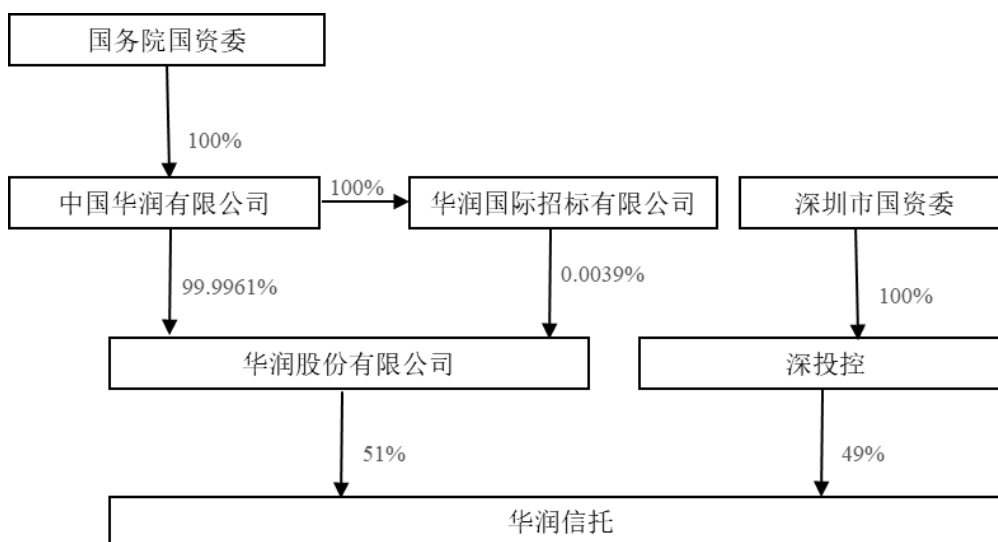 国务院国资委
100%
中国华润有限公司
100%
华润国际招标有限公司
深圳市国资委
99.9961%
0.0039%
100%
华润股份有限公司
深投控
51%
49%
华润信托